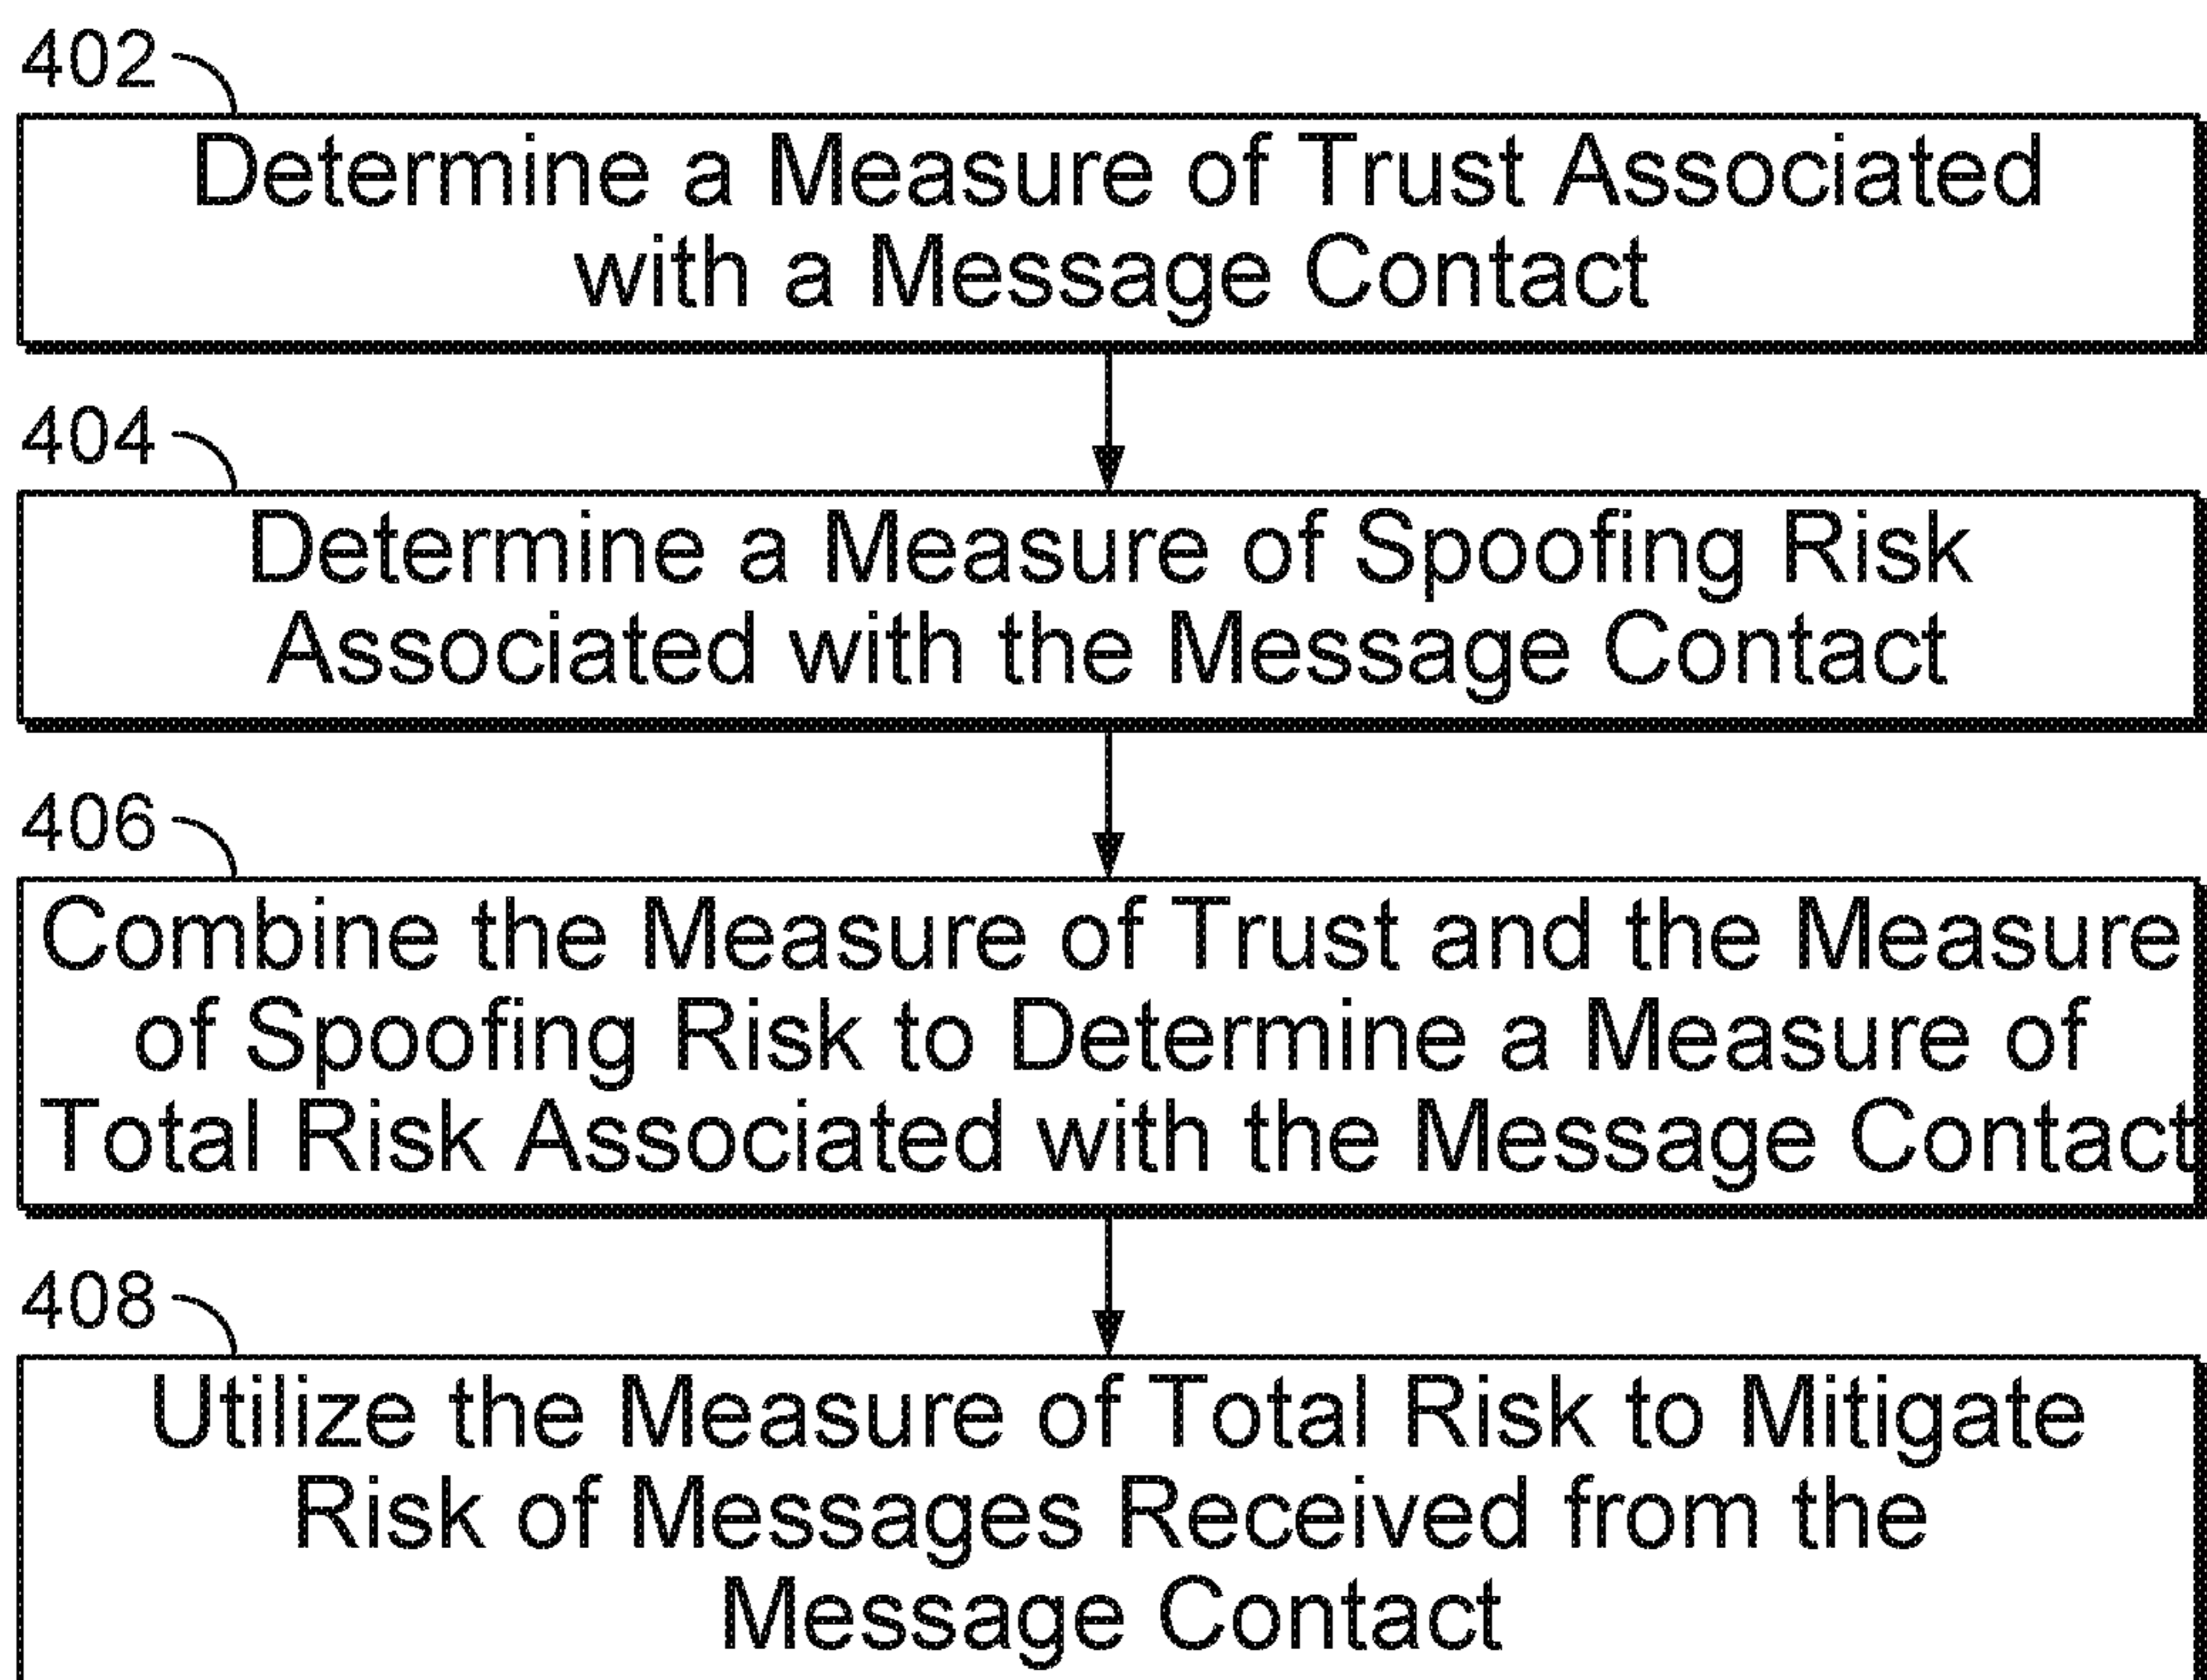 402
Determine a Measure of Trust Associated
with a Message Contact
404
Determine a Measure of Spoofing Risk
Associated with the Message Contact
406
Combine the Measure of Trust and the Measure
of Spoofing Risk to Determine a Measure of
Total Risk Associated with the Message Contact
408
Utilize the Measure of Total Risk to Mitigate
Risk of Messages Received from the
Message Contact